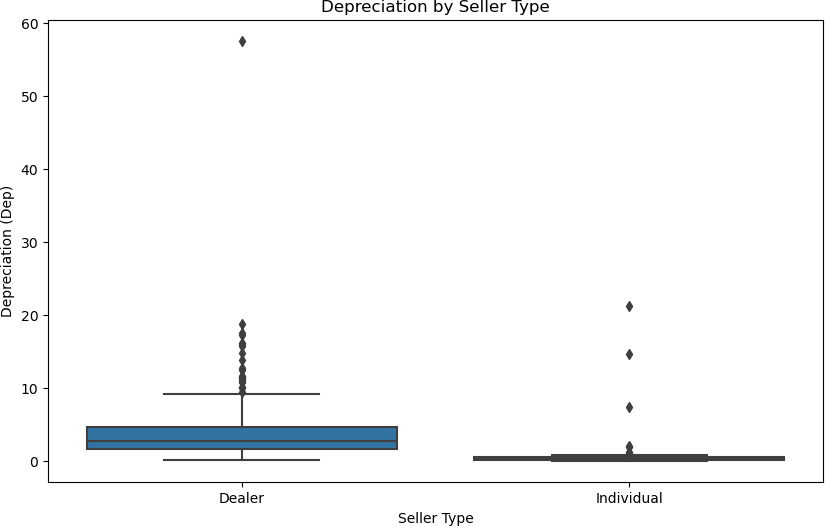 Depreciation by Seller Type
60
50
40
30
20
10
0
Depreciation (Dep)
Dealer
Individual
Seller Type